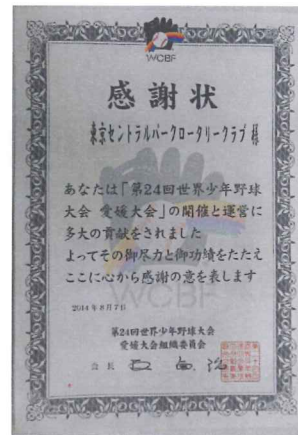 WCBF
感謝状
東京セントラルパークロータリークラブ 様
あなたは「第24回世界少年野球
大会 愛媛大会」の開催と運営に
多大の貢献をされました
よってその御尽力と御功績をたたえ
ここに心から感謝の意を表します
WCBF
2014年8月7日
第24回世界少年野球大会
愛媛大会組織委員会
会長